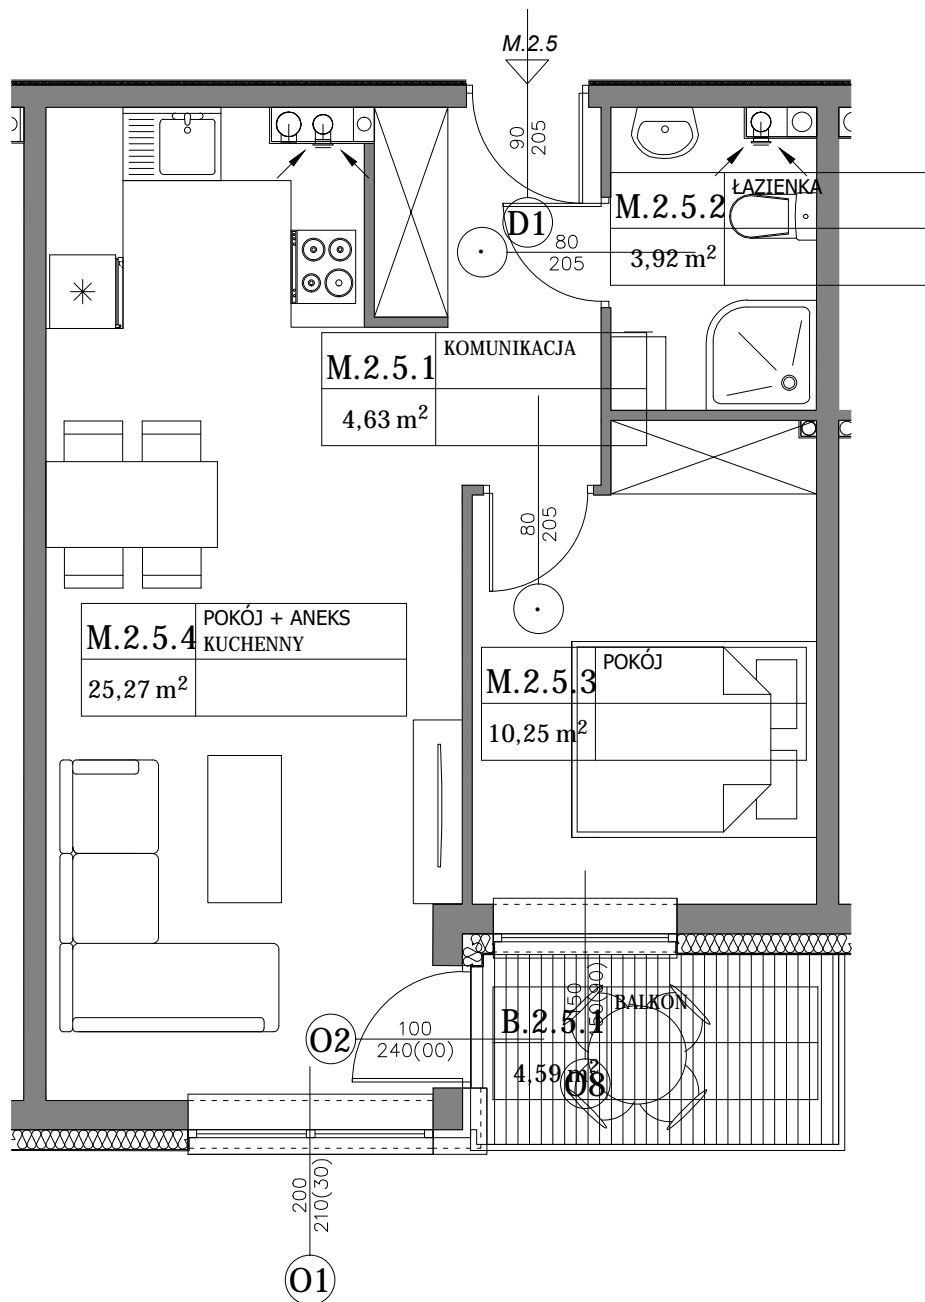 M.2.5
90
205
D1
80
205
M.2.5.2
ŁAZIENKA
3,92 m²
M.2.5.1
KOMUNIKACJA
4,63 m²
80
205
M.2.5.4
POKÓJ + ANEKS
KUCHENNY
25,27 m²
M.2.5.3
POKÓJ
10,25 m²
B.2.5.1
BALKON
4,59 m²
O2
100
240(00)
O8
200
210(30)
O1